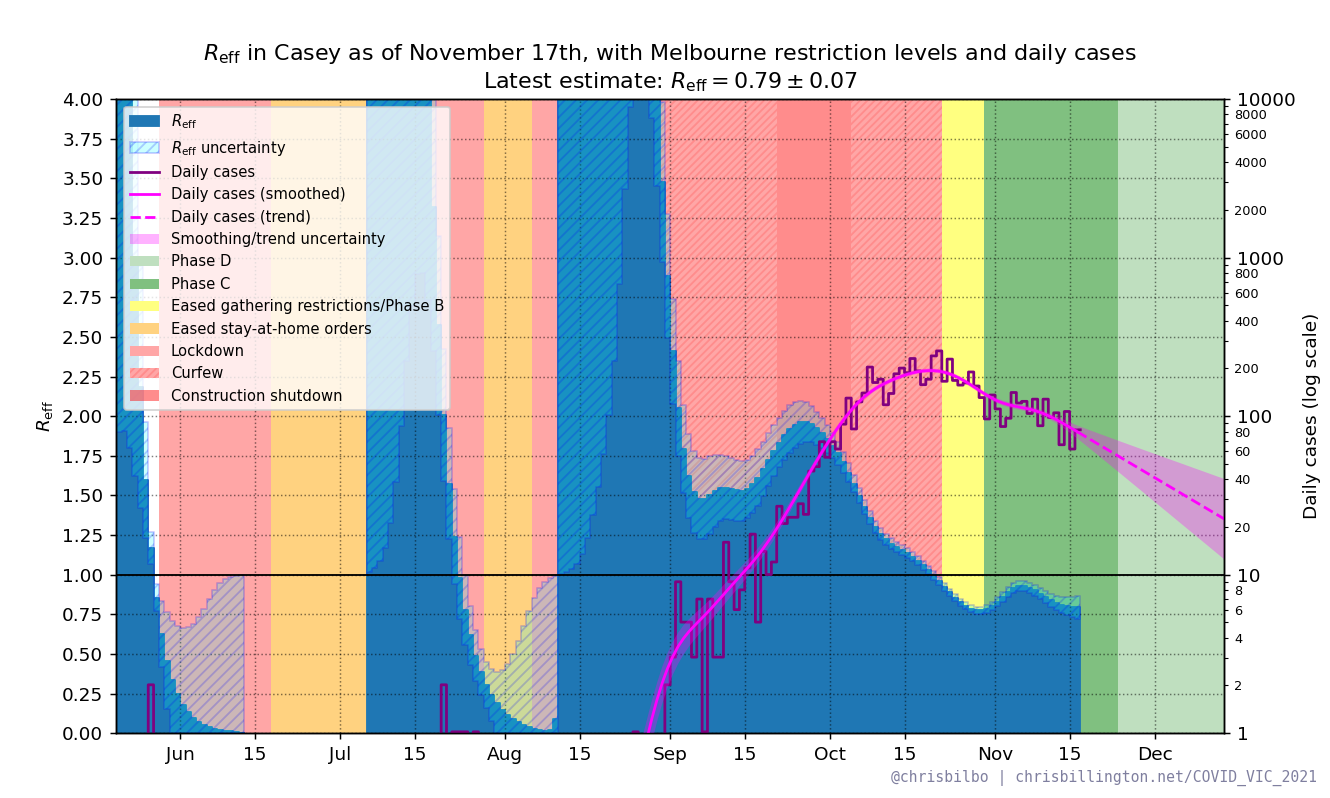 Reff in Casey as of November 17th, with Melbourne restriction levels and daily cases
Latest estimate: Reff = 0.79 ± 0.07
Reff
4.00
3.75
3.50
3.25
3.00
2.75
2.50
2.25
2.00
1.75
1.50
1.25
1.00
0.75
0.50
0.25
0.00
Reff
Reff uncertainty
Daily cases
Daily cases (smoothed)
Daily cases (trend)
Smoothing/trend uncertainty
Phase D
Phase C
Eased gathering restrictions/Phase B
Eased stay-at-home orders
Lockdown
Curfew
Construction shutdown
10000
8000
6000
4000
2000
1000
800
600
400
200
100
80
60
40
20
10
8
6
4
2
1
Daily cases (log scale)
Jun 15 Jul 15 Aug 15 Sep 15 Oct 15 Nov 15 Dec
@chrisbilbo | chrisbillington.net/COVID_VIC_2021